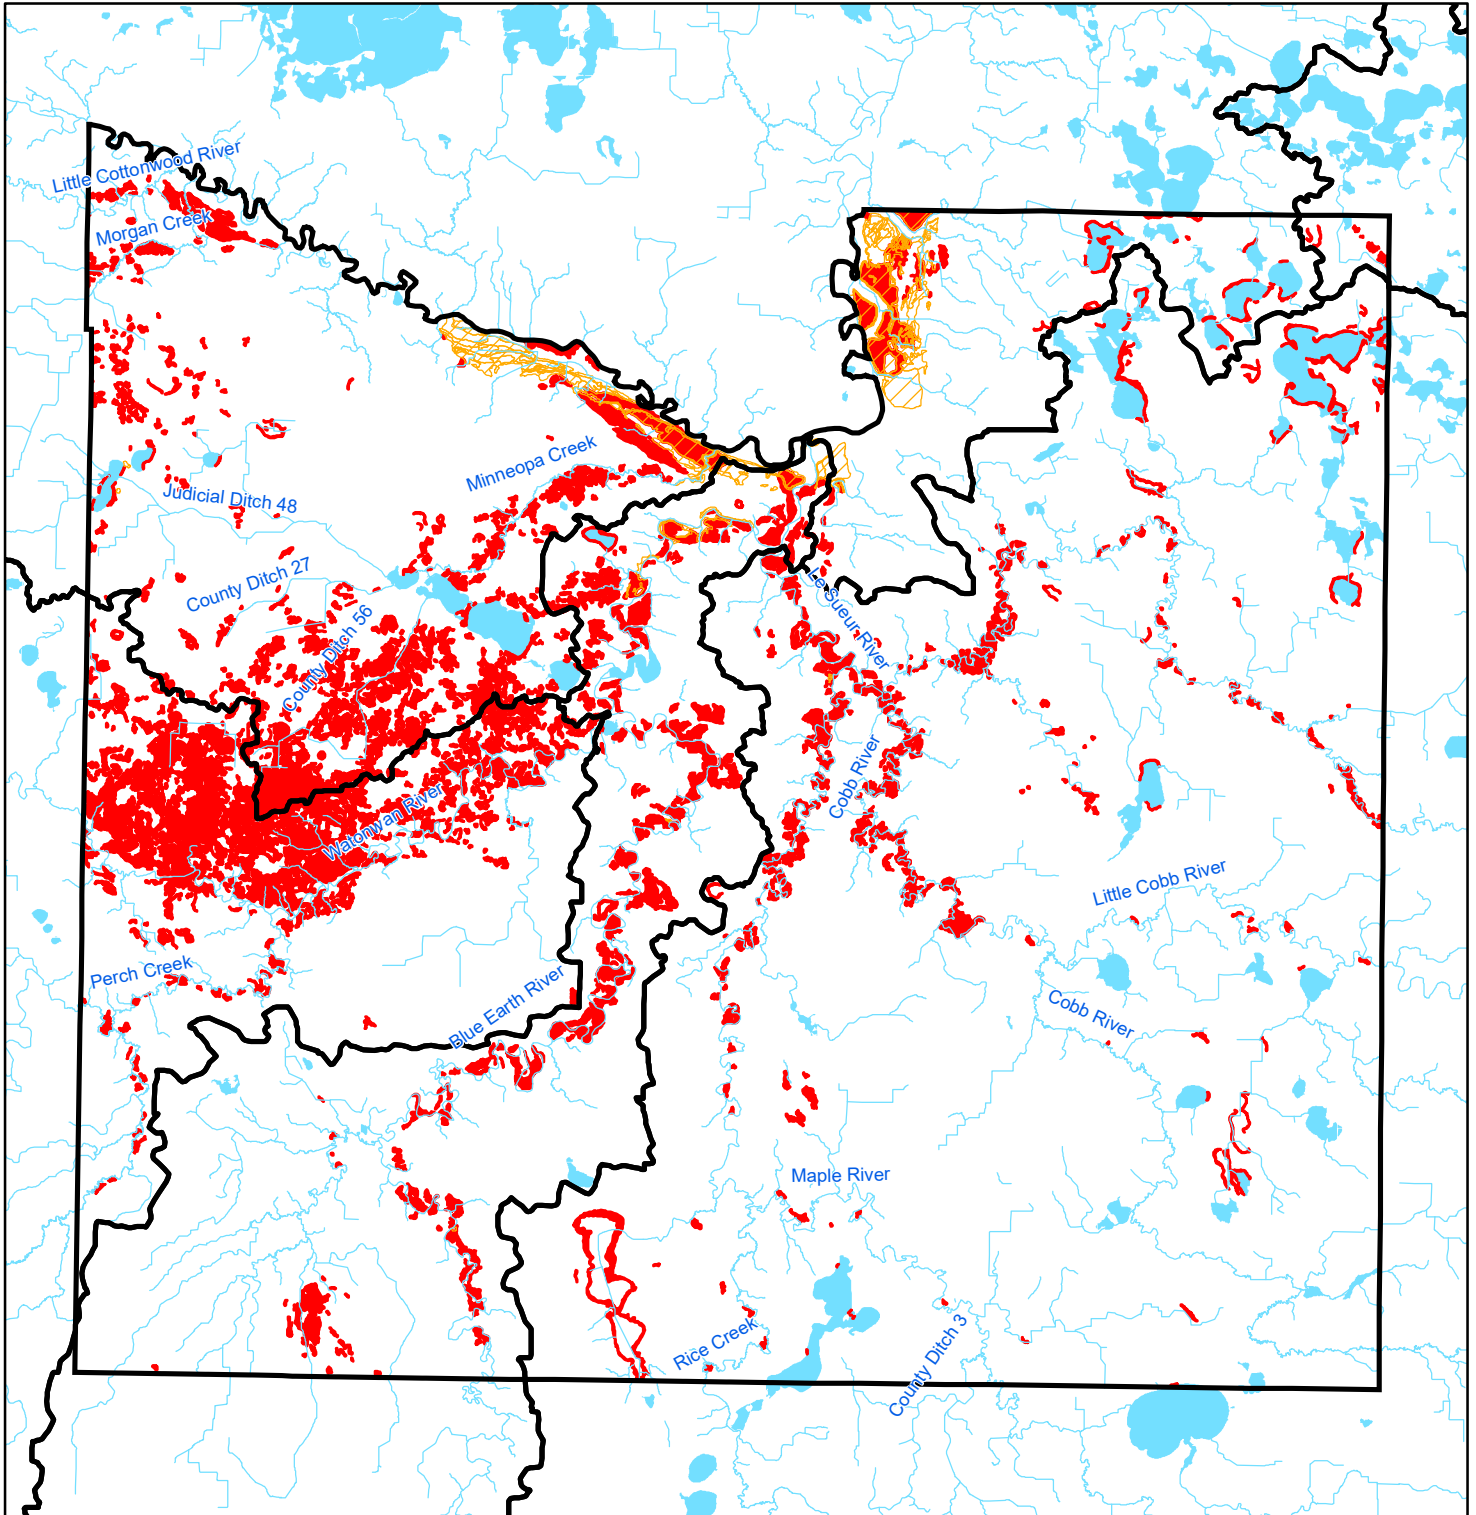 Little Cottonwood River
Morgan Creek
Minneopa Creek
Judicial Ditch 48
County Ditch 27
County Ditch 56
Le Sueur River
Cobb River
Watonwan River
Little Cobb River
Perch Creek
Blue Earth River
Cobb River
Maple River
Rice Creek
County Ditch 3